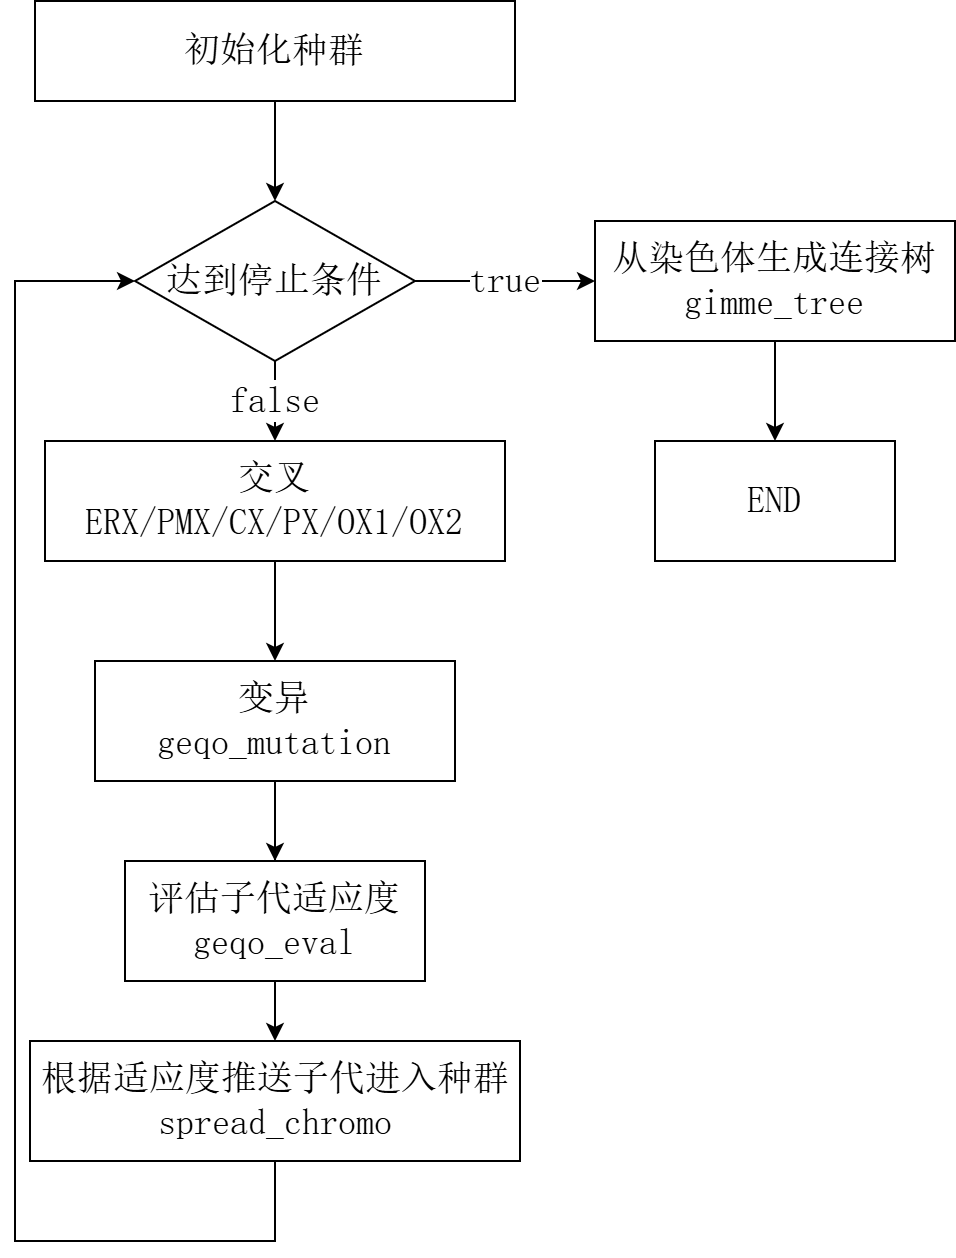 初始化种群
达到停止条件
true
从染色体生成连接树
gimme_tree
false
交叉
ERX/PMX/CX/PX/OX1/OX2
END
变异
geqo_mutation
评估子代适应度
geqo_eval
根据适应度推送子代进入种群
spread_chromo